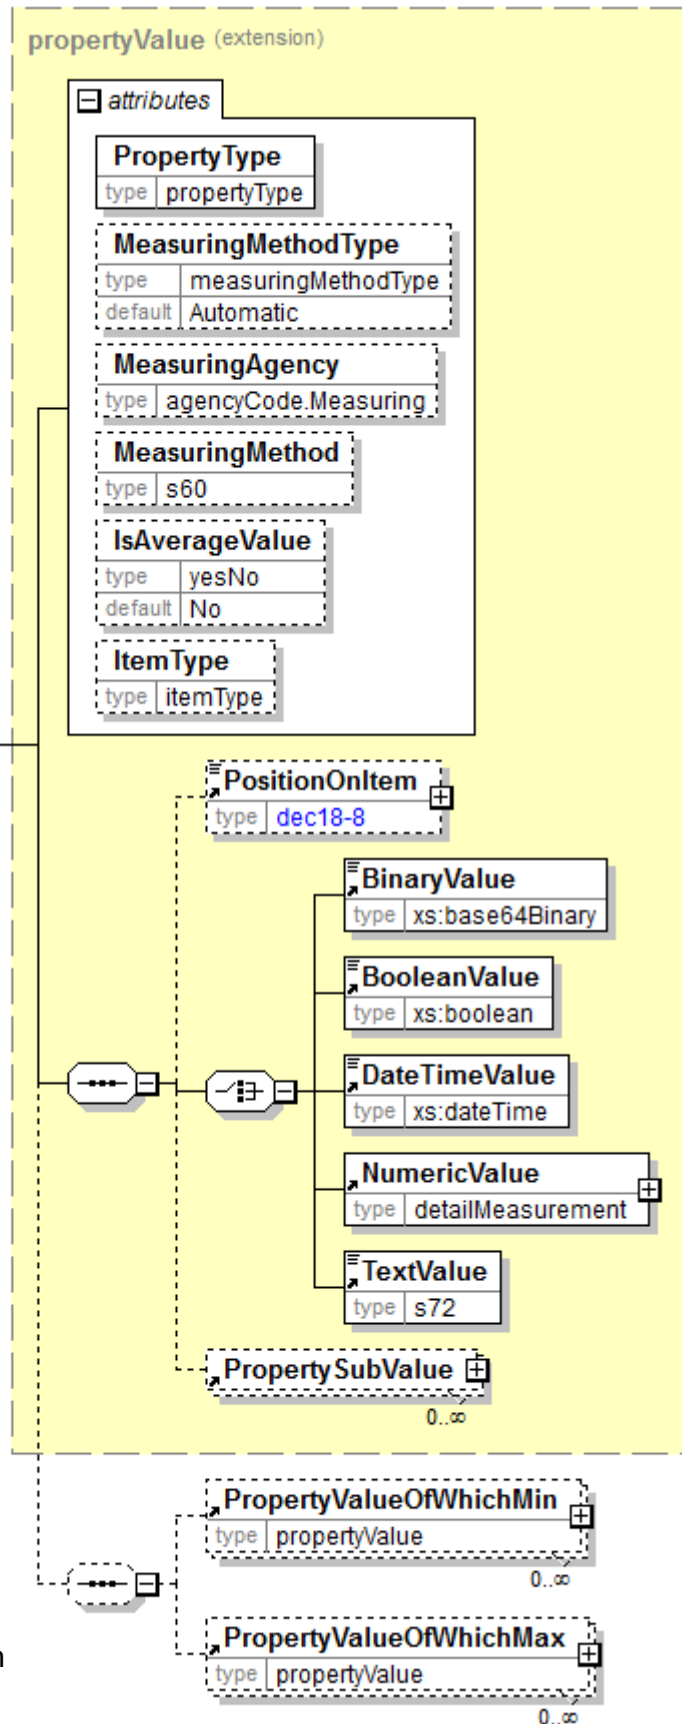 propertyValue (extension)
attributes
PropertyType
type propertyType
MeasuringMethodType
type measuringMethodType
default Automatic
MeasuringAgency
type agencyCode.Measuring
MeasuringMethod
type s60
IsAverageValue
type yesNo
default No
ItemType
type itemType
PositionOnItem
type dec18-8
BinaryValue
type xs:base64Binary
BooleanValue
type xs:boolean
DateTimeValue
type xs:dateTime
NumericValue
type detailMeasurement
TextValue
type s72
PropertySubValue
0..∞
PropertyValueOfWhichMin
type propertyValue
0..∞
PropertyValueOfWhichMax
n
type propertyValue
0..∞